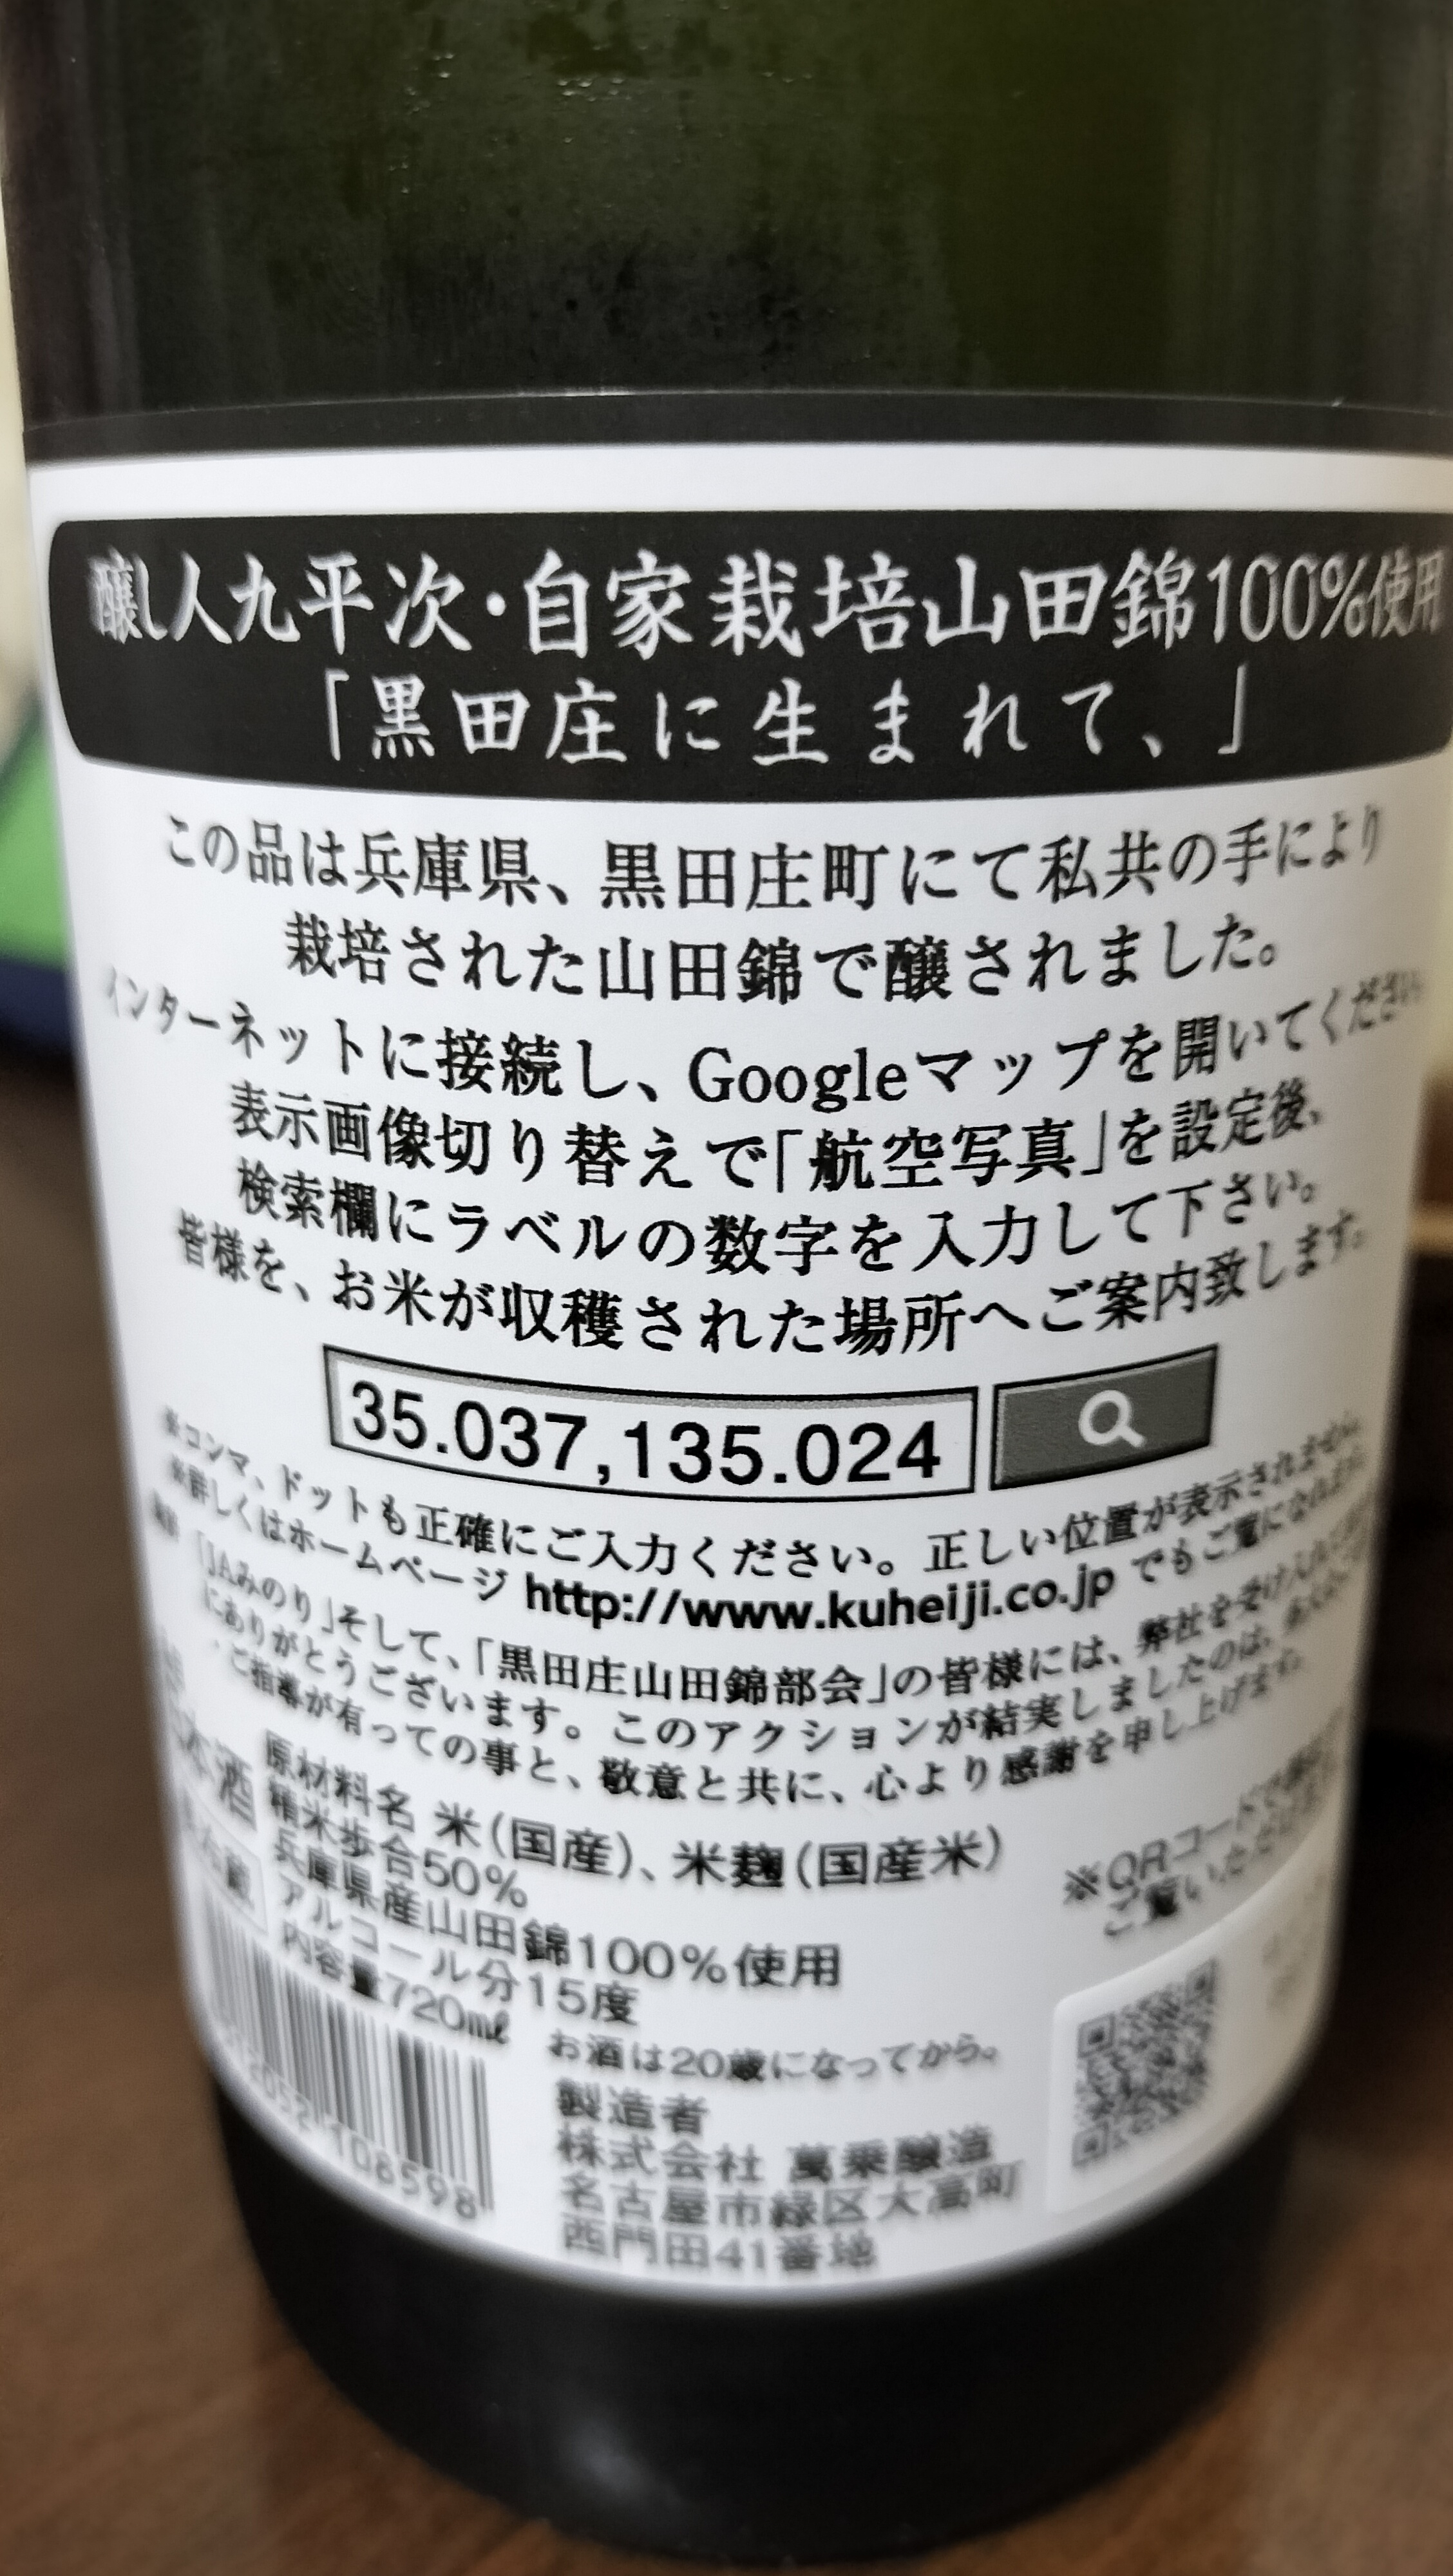 醸し人九平次・自家栽培山田錦100%使用
「黒田庄に生まれて、」
この品は兵庫県、黒田庄町にて私共の手により
栽培された山田錦で醸されました。
インターネットに接続し、Googleマップを開いてください。
表示画像切り替えで「航空写真」を設定後、
検索欄にラベルの数字を入力して下さい。
皆様を、お米が収穫された場所へご案内致します。
35.037,135.024
※コンマ、ドットも正確にご入力ください。正しい位置が表示されません。
※詳しくはホームページ http://www.kuheiji.co.jp でもご覧になれます
「JAみのり」そして、「黒田庄山田錦部会」の皆様には、弊社を受け入れ
にありがとうございます。このアクションが結実しましたのは、
ご指導が有っての事と、敬意と共に、心より感謝を申し上げます。
酒
原材料名 米(国産)、米麹(国産米)
精米歩合50%
兵庫県産山田錦100%使用
アルコール分15度
内容量720ml
※QRコードで
ご覧いただけ
お酒は20歳になってから。
製造者
株式会社 萬乗醸造
名古屋市緑区大高町
西門田41番地
108598